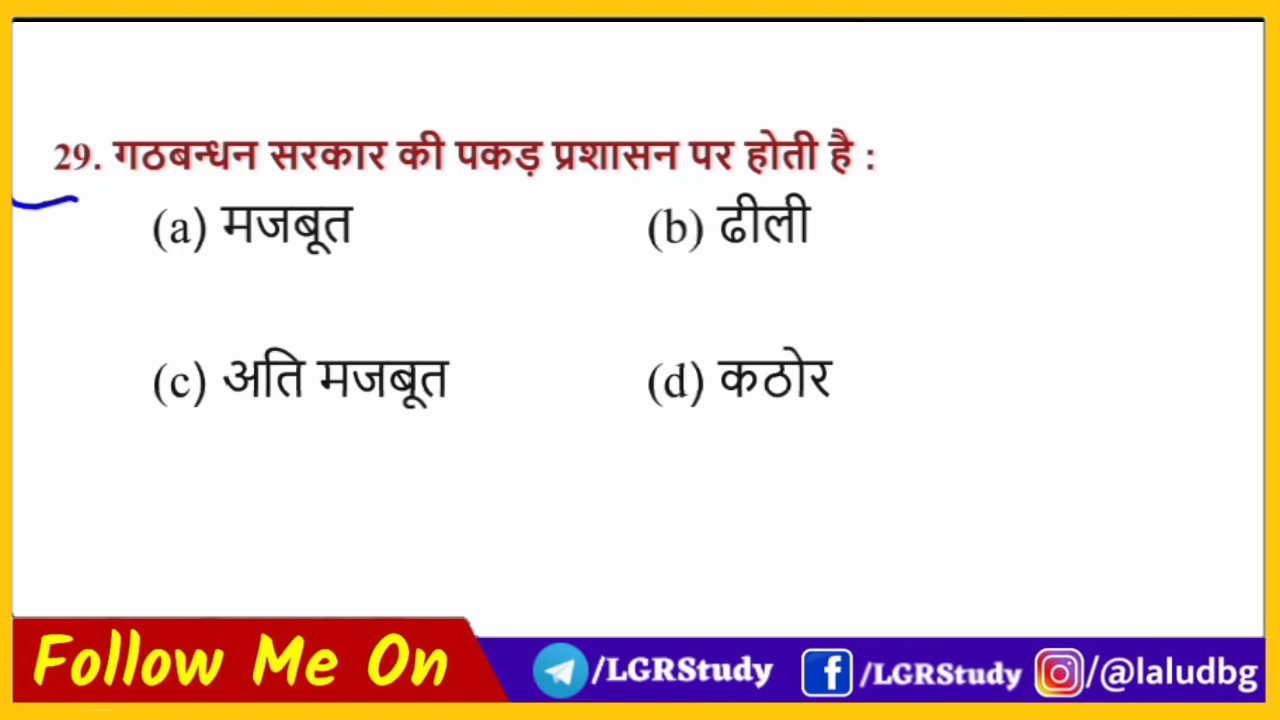 29. गठबन्धन सरकार की पकड़ प्रशासन पर होती है :
(a) मजबूत (b) ढीली
(c) अति मजबूत (d) कठोर
Follow Me On /LGRStudy /LGRStudy /@laludbg